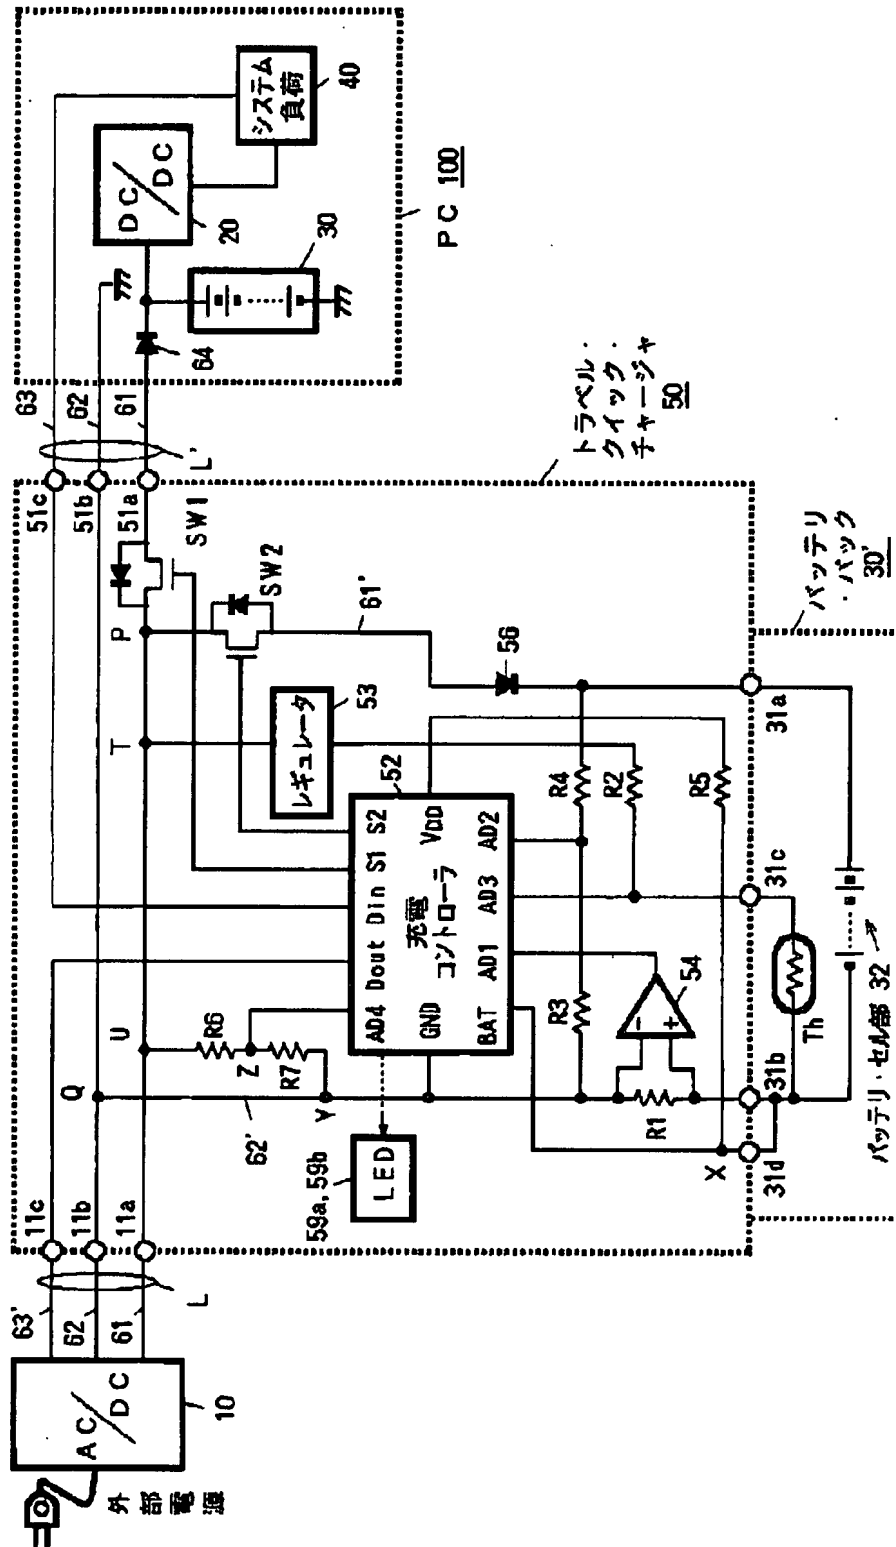 外部電源
AC/DC
10
63'
62
61
L
11c
11b
11a
Q
U
T
P
62'
R6
Z
R7
Y
LED
59a, 59b
AD4 Dout Din S1 S2
GND
充電
コントローラ
VDD
BAT AD1 AD3 AD2
52
レギュレータ
53
SW1
SW2
61'
56
R4
R2
R5
R3
54
R1
X
-
+
31d
31b
31c
31a
Th
バッテリ・セル部 32
バッテリ
・パック
30'
トラベル・
クイック・
チャージャ
50
51c
51b
51a
L'
63
62
61
64
DC/DC
20
30
システム
負荷
40
PC 100